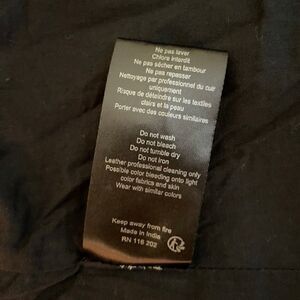 Ne pas laver
Chlore interdit
Ne pas sécher en tambour
Ne pas repasser
Nettoyage par professionnel du cuir
uniquement
Risque de déteindre sur les textiles
clairs et la peau
Porter avec des couleurs similaires
Do not wash
Do not bleach
Do not tumble dry
Do not iron
Leather professional cleaning only
Possible color bleeding onto light
color fabrics and skin
Wear with similar colors
Keep away from fire
Made in India
RN 116 202